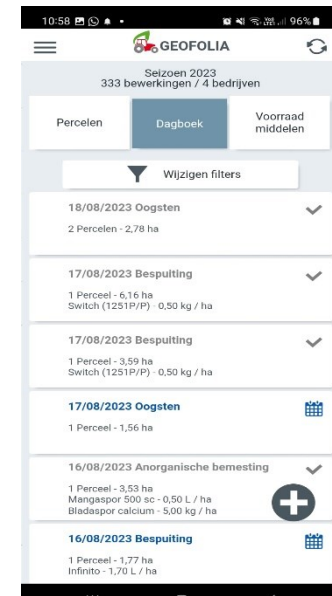 10:58
96%
GEOFOLIA
Seizoen 2023
333 bewerkingen / 4 bedrijven
Percelen
Dagboek
Voorraad
middelen
Wijzigen filters
18/08/2023 Oogsten
2 Percelen - 2,78 ha
17/08/2023 Bespuiting
1 Perceel - 6,16 ha
Switch (1251P/P) - 0,50 kg / ha
17/08/2023 Bespuiting
1 Perceel - 3,59 ha
Switch (1251P/P) - 0,50 kg / ha
17/08/2023 Oogsten
1 Perceel - 1,56 ha
16/08/2023 Anorganische bemesting
1 Perceel - 3,53 ha
Mangaspor 500 sc - 0,50 L / ha
Bladaspor calcium - 5,00 kg / ha
16/08/2023 Bespuiting
1 Perceel - 1,77 ha
Infinito - 1,70 L / ha